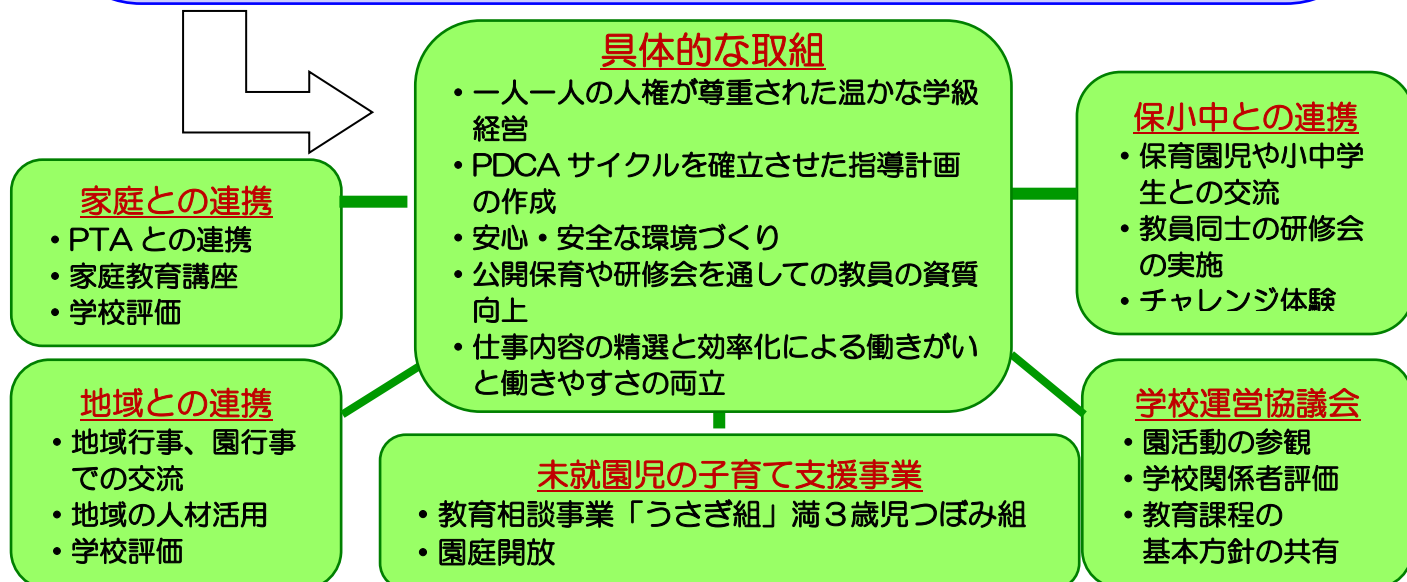 具体的な取組
・一人一人の人権が尊重された温かな学級
経営
・PDCA サイクルを確立させた指導計画
の作成
・安心・安全な環境づくり
・公開保育や研修会を通しての教員の資質
向上
・仕事内容の精選と効率化による働きがい
と働きやすさの両立
保小中との連携
・保育園児や小中学
生との交流
・教員同士の研修会
の実施
・チャレンジ体験
家庭との連携
・PTA との連携
・家庭教育講座
・学校評価
地域との連携
・地域行事、園行事
での交流
・地域の人材活用
・学校評価
未就園児の子育て支援事業
・教育相談事業「うさぎ組」満３歳児つぼみ組
・園庭開放
学校運営協議会
・園活動の参観
・学校関係者評価
・教育課程の
基本方針の共有